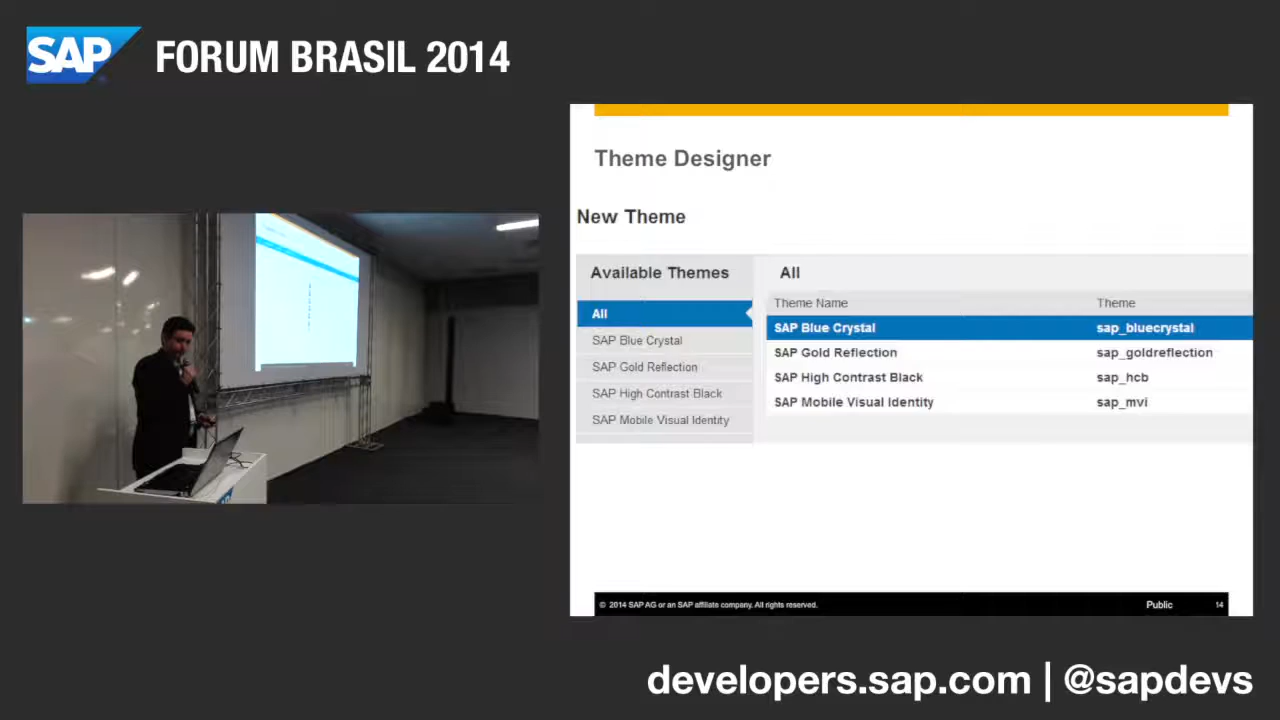 SAP FORUM BRASIL 2014
Theme Designer
New Theme
Available Themes
All
SAP Blue Crystal
SAP Gold Reflection
SAP High Contrast Black
SAP Mobile Visual Identity
All
Theme Name Theme
SAP Blue Crystal sap_bluecrystal
SAP Gold Reflection sap_goldreflection
SAP High Contrast Black sap_hcb
SAP Mobile Visual Identity sap_mvi
© 2014 SAP AG or an SAP affiliate company. All rights reserved. Public 14
developers.sap.com | @sapdevs